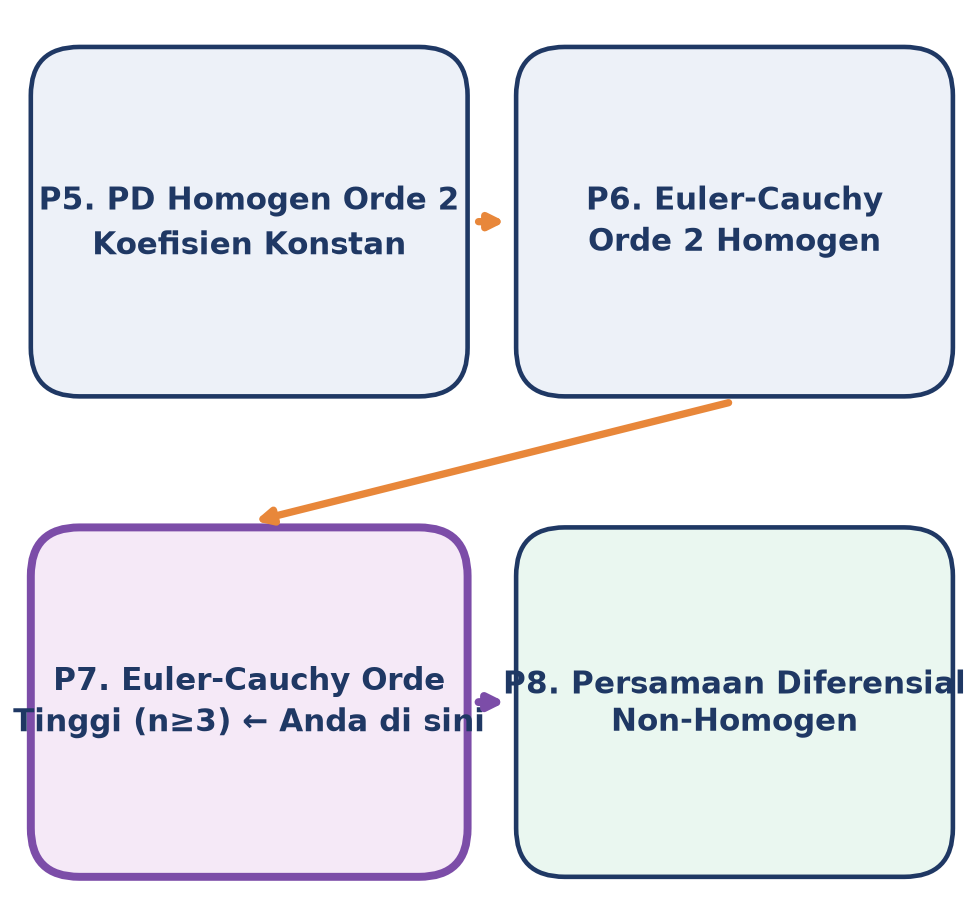 P5. PD Homogen Orde 2
Koefisien Konstan
P6. Euler-Cauchy
Orde 2 Homogen
P7. Euler-Cauchy Orde
Tinggi (n≥3) ← Anda di sini
P8. Persamaan Diferensial
Non-Homogen